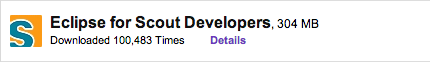 Eclipse for Scout Developers, 304 MB
Downloaded 100,483 Times Details